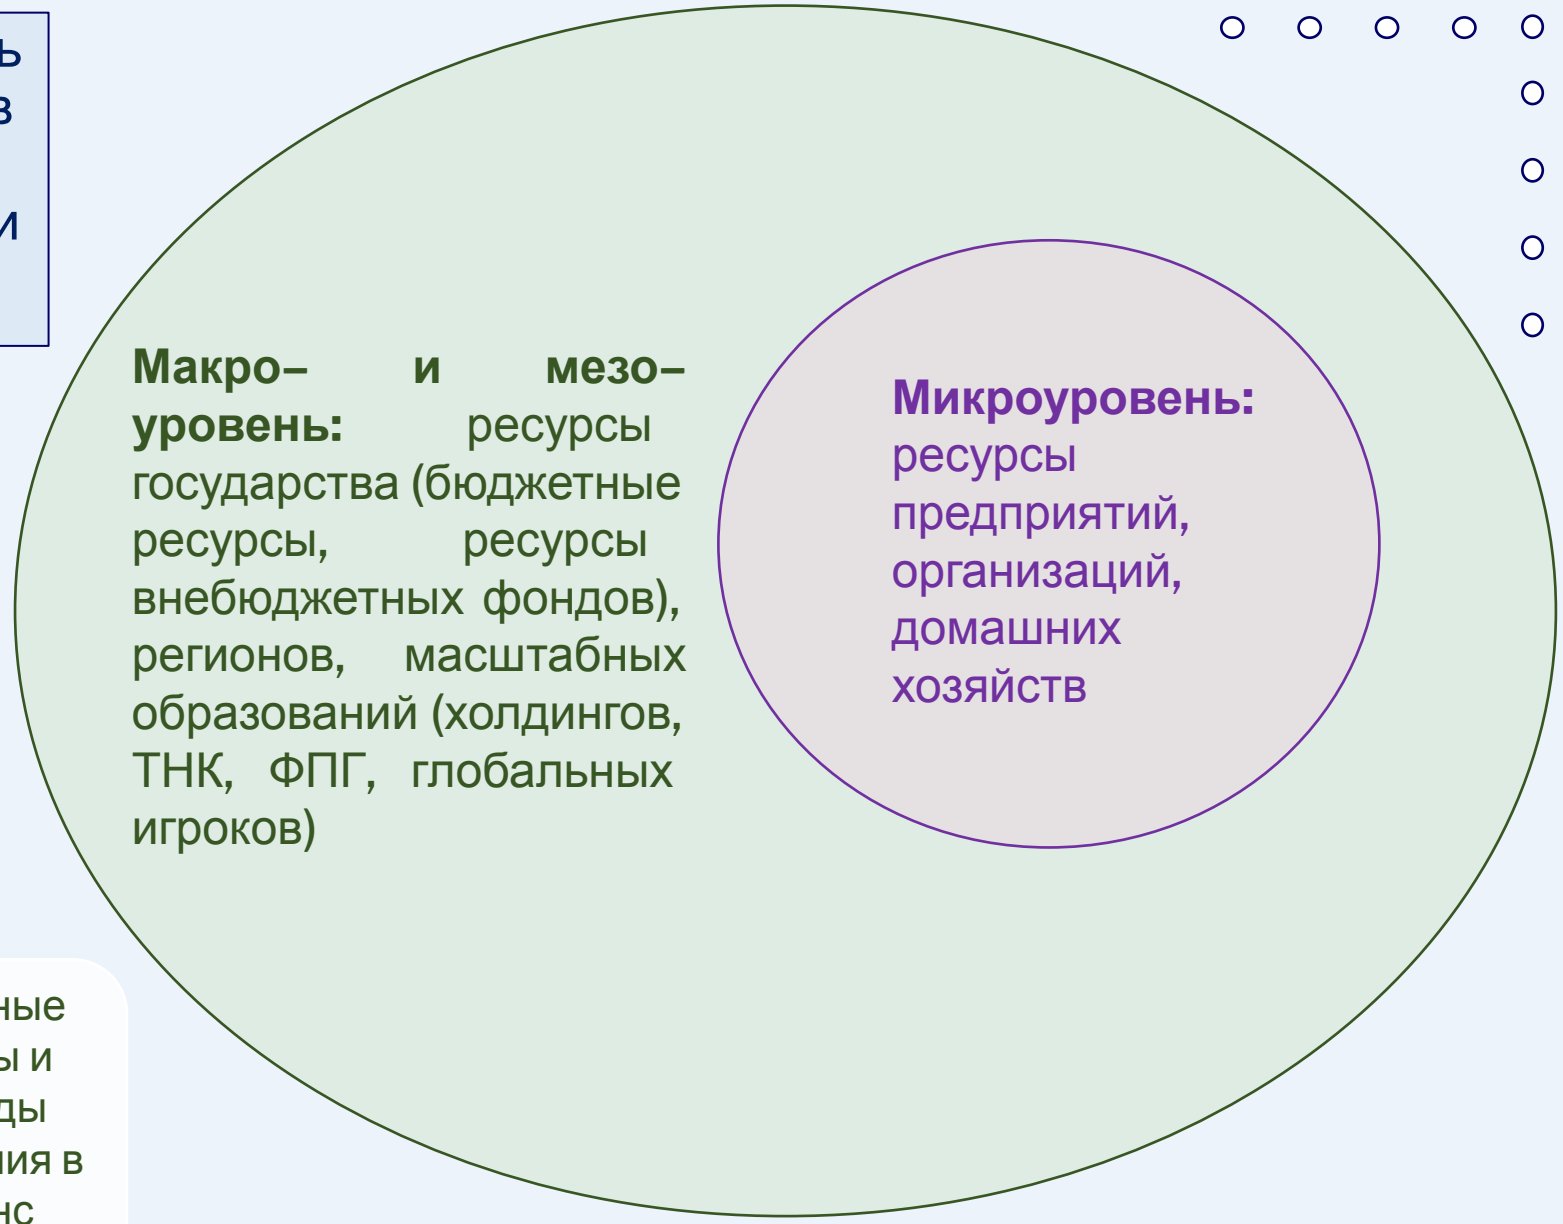 в
и
Макро– и мезо–
уровень: ресурсы
государства (бюджетные
ресурсы, ресурсы
внебюджетных фондов),
регионов, масштабных
образований (холдингов,
ТНК, ФПГ, глобальных
игроков)
Микроуровень:
ресурсы
предприятий,
организаций,
домашних
хозяйств
и
в